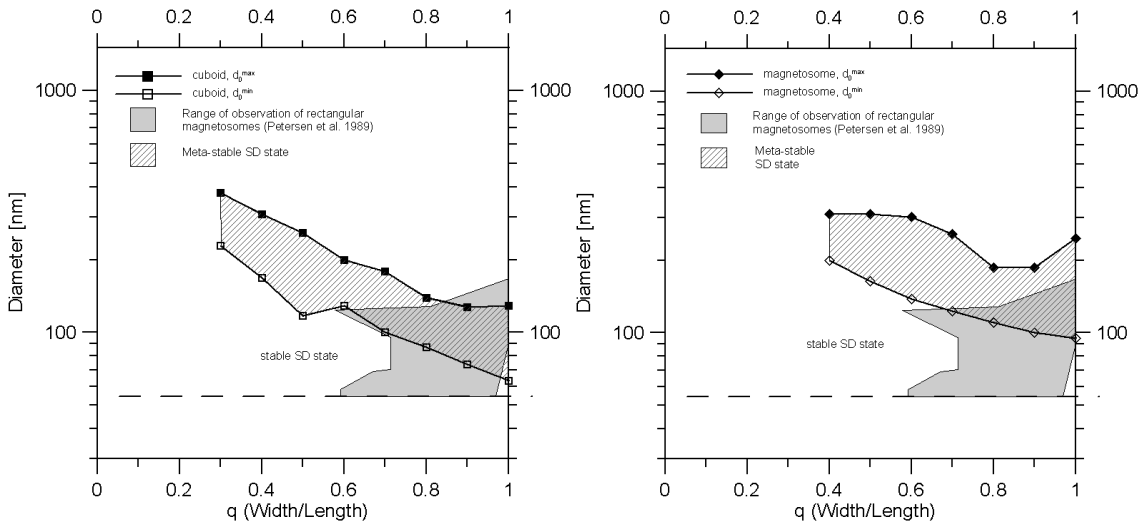 0 0.2 0.4 0.6 0.8 1
cuboid, d₀ᵐᵃˣ
cuboid, d₀ᵐⁱⁿ
Range of observation of rectangular
magnetosomes (Petersen et al. 1989)
Meta-stable SD state
1000
1000
Diameter [nm]
100
100
stable SD state
0 0.2 0.4 0.6 0.8 1
q (Width/Length)
0 0.2 0.4 0.6 0.8 1
magnetosome, d₀ᵐᵃˣ
magnetosome, d₀ᵐⁱⁿ
Range of observation of rectangular
magnetosomes (Petersen et al. 1989)
Meta-stable
SD state
1000
1000
Diameter [nm]
100
100
stable SD state
0 0.2 0.4 0.6 0.8 1
q (Width/Length)